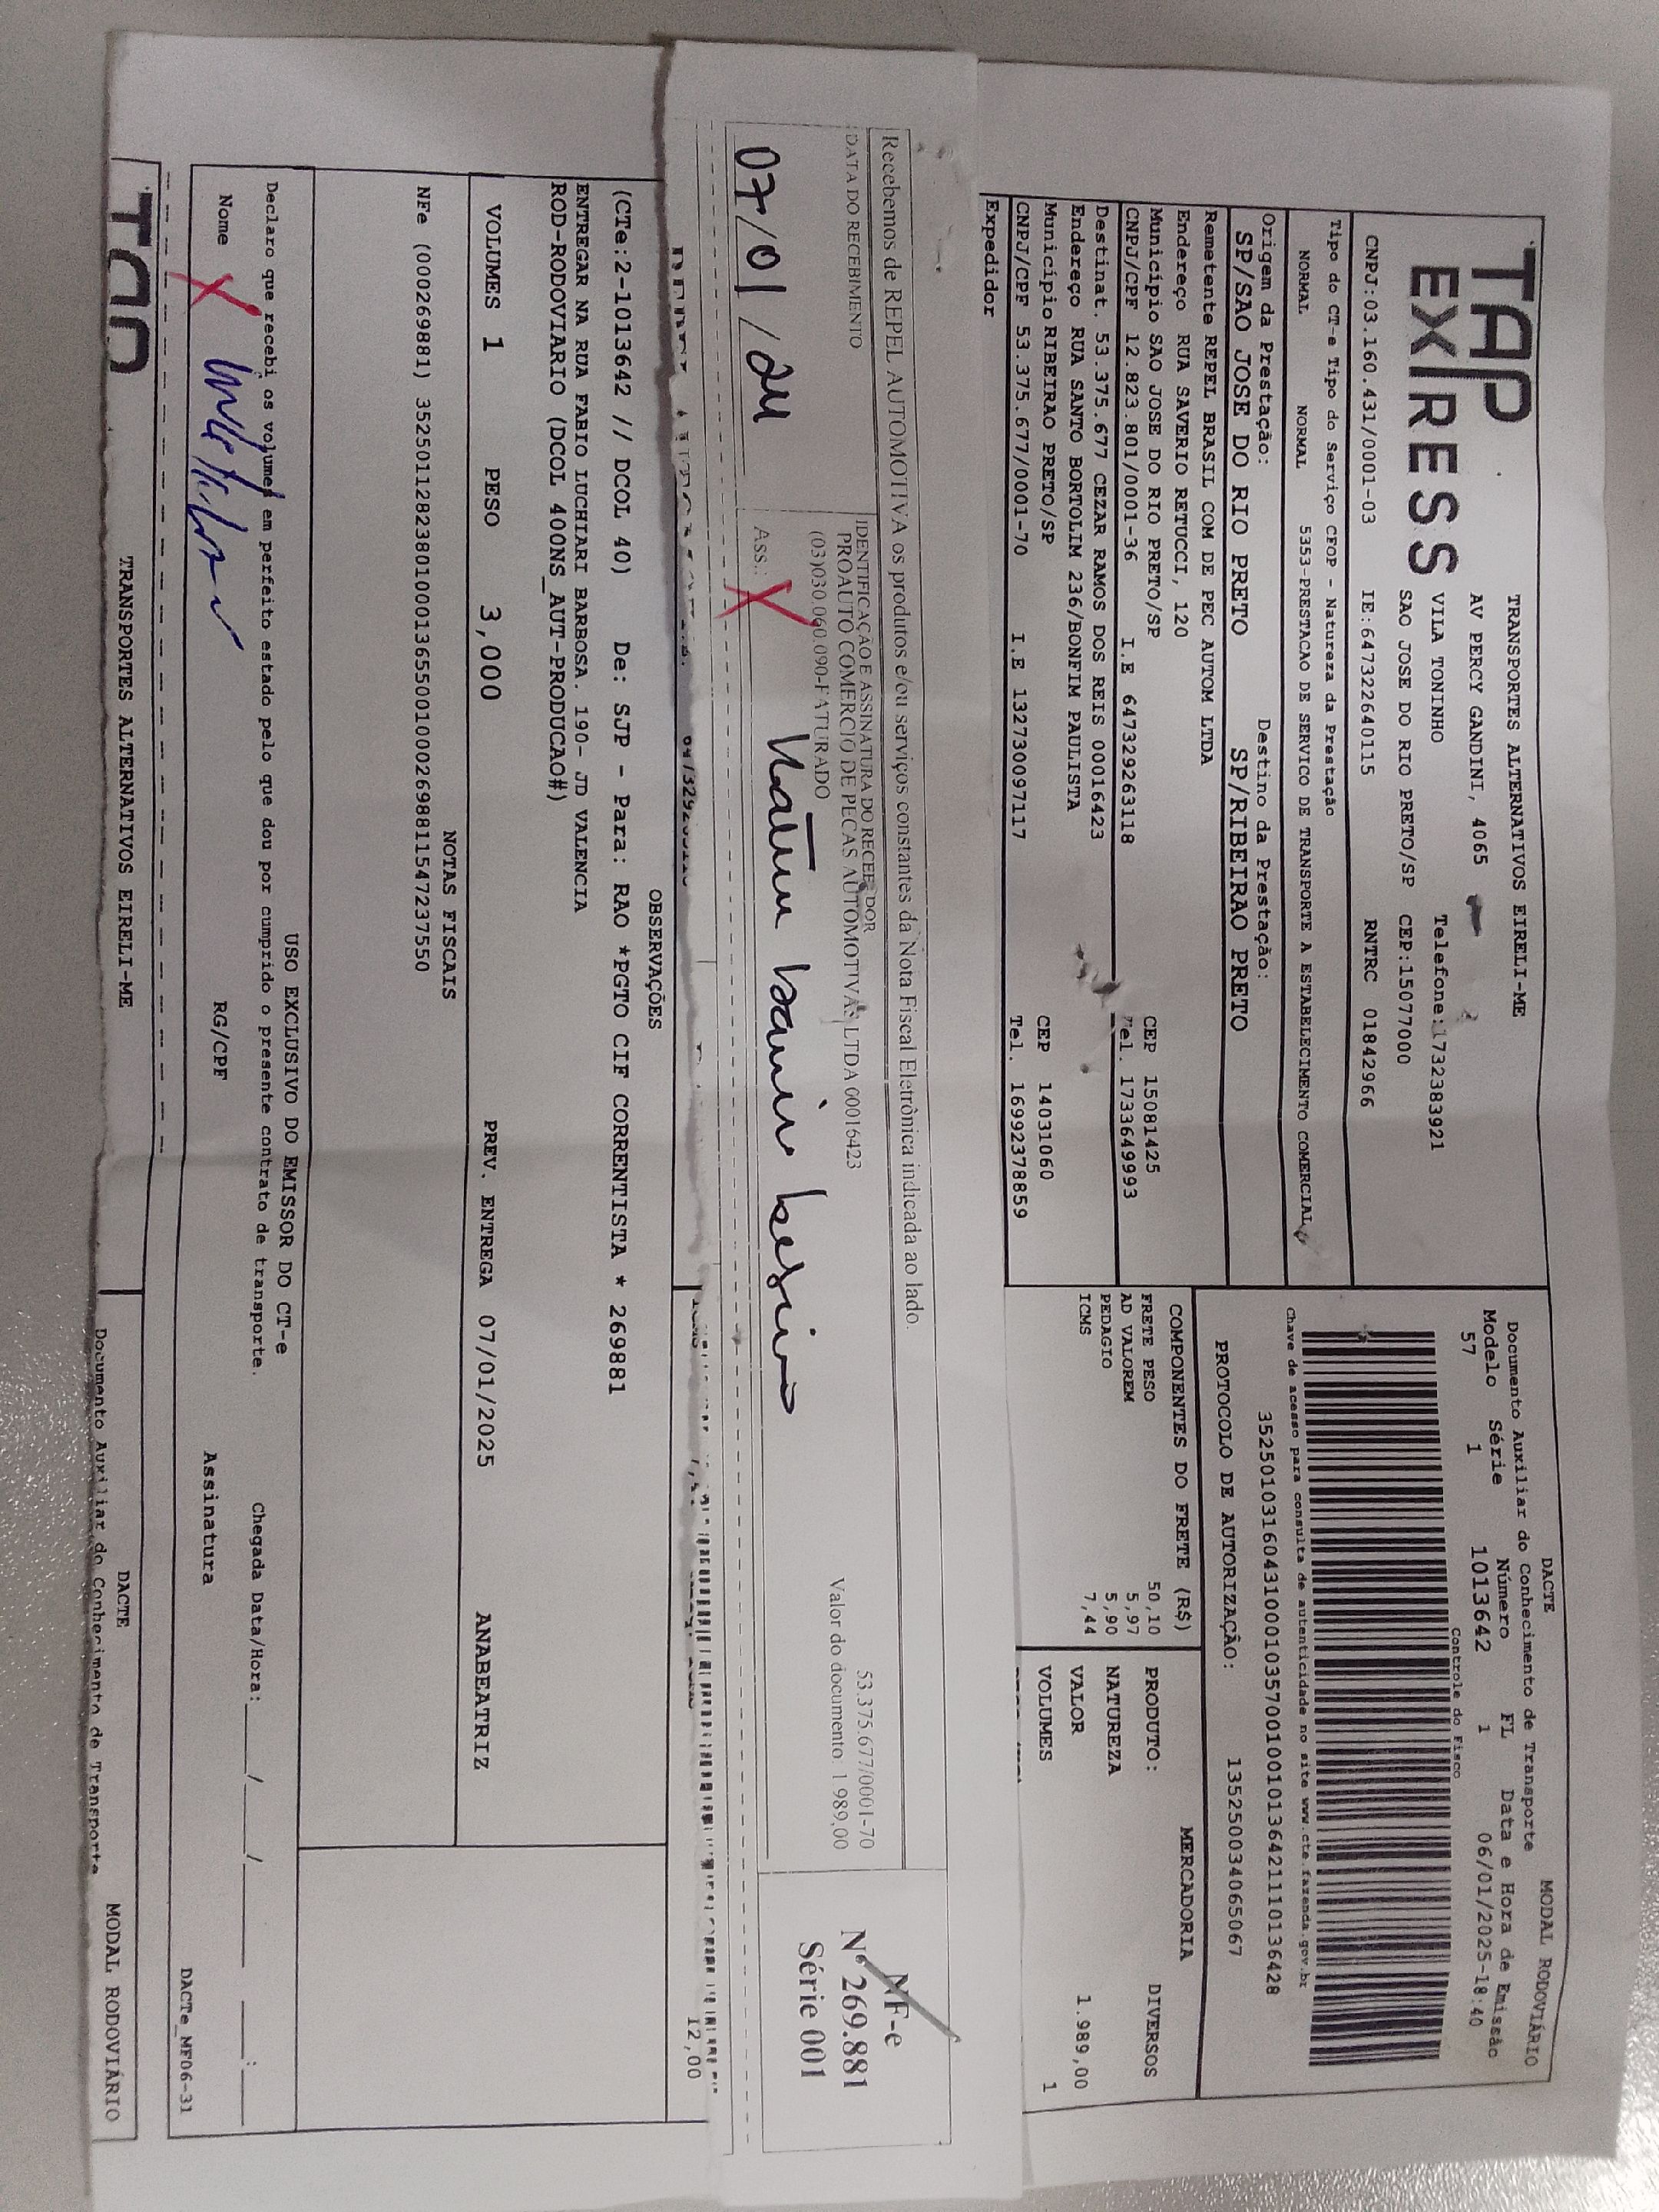 TAP
EXPRESS
TRANSPORTES ALTERNATIVOS EIRELI-ME
AV PERCY GANDINI, 4065
VILA TONINHO Telefone:1732383921
SAO JOSE DO RIO PRETO/SP CEP:15077000
CNPJ:03.160.431/0001-03 IE:647322640115 RNTRC 01842966
Tipo do CT-e Tipo do Serviço CFOP - Natureza da Prestação
NORMAL NORMAL 5353-PRESTACAO DE SERVICO DE TRANSPORTE A ESTABELECIMENTO COMERCIAL
Origem da Prestação: Destino da Prestação:
SP/SAO JOSE DO RIO PRETO SP/RIBEIRAO PRETO
Remetente REPEL BRASIL COM DE PEC AUTOM LTDA
Endereço RUA SAVERIO RETUCCI, 120
Município SAO JOSE DO RIO PRETO/SP CEP 15081425
CNPJ/CPF 12.823.801/0001-36 I.E 647329263118 Tel. 1733649993
Destinat. 53.375.677 CEZAR RAMOS DOS REIS 00016423
Endereço RUA SANTO BORTOLIM 236/BONFIM PAULISTA
Município RIBEIRAO PRETO/SP CEP 14031060
CNPJ/CPF 53.375.677/0001-70 I.E 132730097117 Tel. 16992378859
Expedidor
DACTE MODAL RODOVIÁRIO
Documento Auxiliar do Conhecimento de Transporte
Modelo Série Número FL Data e Hora de Emissão
57 1 1013642 1 06/01/2025-18:40
Controle do Fisco
Chave de acesso para consulta de autenticidade no site www.cte.fazenda.gov.br
35250103160431000103570010010136421110136428
PROTOCOLO DE AUTORIZAÇÃO: 135250034065067
COMPONENTES DO FRETE (R$)
FRETE PESO 50,10
AD VALOREM 5,97
PEDAGIO 5,90
ICMS 7,44
MERCADORIA
PRODUTO: DIVERSOS
NATUREZA
VALOR 1.989,00
VOLUMES 1
Recebemos de REPEL AUTOMOTIVA os produtos e/ou serviços constantes da Nota Fiscal Eletrônica indicada ao lado.
DATA DO RECEBIMENTO
07/01/24
IDENTIFICAÇÃO E ASSINATURA DO RECEBEDOR
PROAUTO COMERCIO DE PECAS AUTOMOTIVAS LTDA 00016423
(03)030.060.090-FATURADO
53.375.677/0001-70
Valor do documento: 1 989,00
ASS.: X
NF-e
Nº 269.881
Série 001
12,00
OBSERVAÇÕES
(CTe:2-1013642 // DCOL 40) De: SJP - Para: RAO *PGTO CIF CORRENTISTA * 269881
ENTREGAR NA RUA FABIO LUCHIARI BARBOSA. 190- JD VALENCIA
ROD-RODOVIARIO (DCOL 400NS_AUT-PRODUCAO#)
VOLUMES 1 PESO 3,000 PREV. ENTREGA 07/01/2025 ANABEATRIZ
NOTAS FISCAIS
NFe (000269881) 35250112823801000136550010002698811547237550
USO EXCLUSIVO DO EMISSOR DO CT-e
Declaro que recebi os volumes em perfeito estado pelo que dou por cumprido o presente contrato de transporte. Chegada Data/Hora:____/____/____ __:__
Nome X RG/CPF Assinatura
DACTe_MF06-31
TRANSPORTES ALTERNATIVOS EIRELI-ME
DACTE MODAL RODOVIÁRIO
Documento Auxiliar do Conhecimento de Transporte